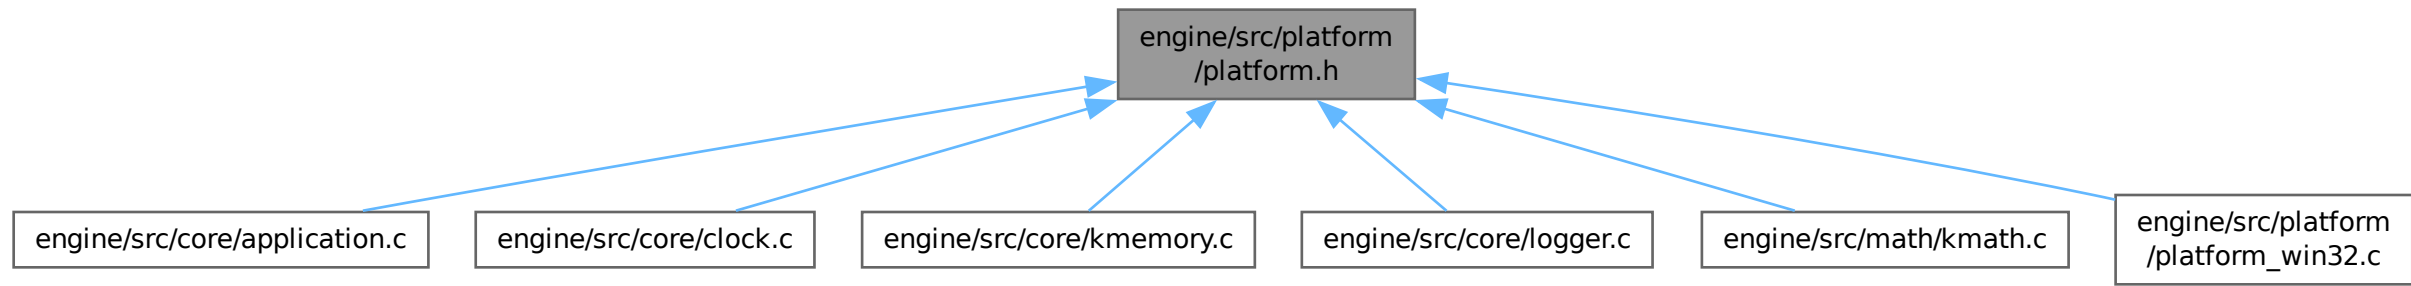 engine/src/platform
/platform.h
engine/src/core/application.c
engine/src/core/clock.c
engine/src/core/kmemory.c
engine/src/core/logger.c
engine/src/math/kmath.c
engine/src/platform
/platform_win32.c